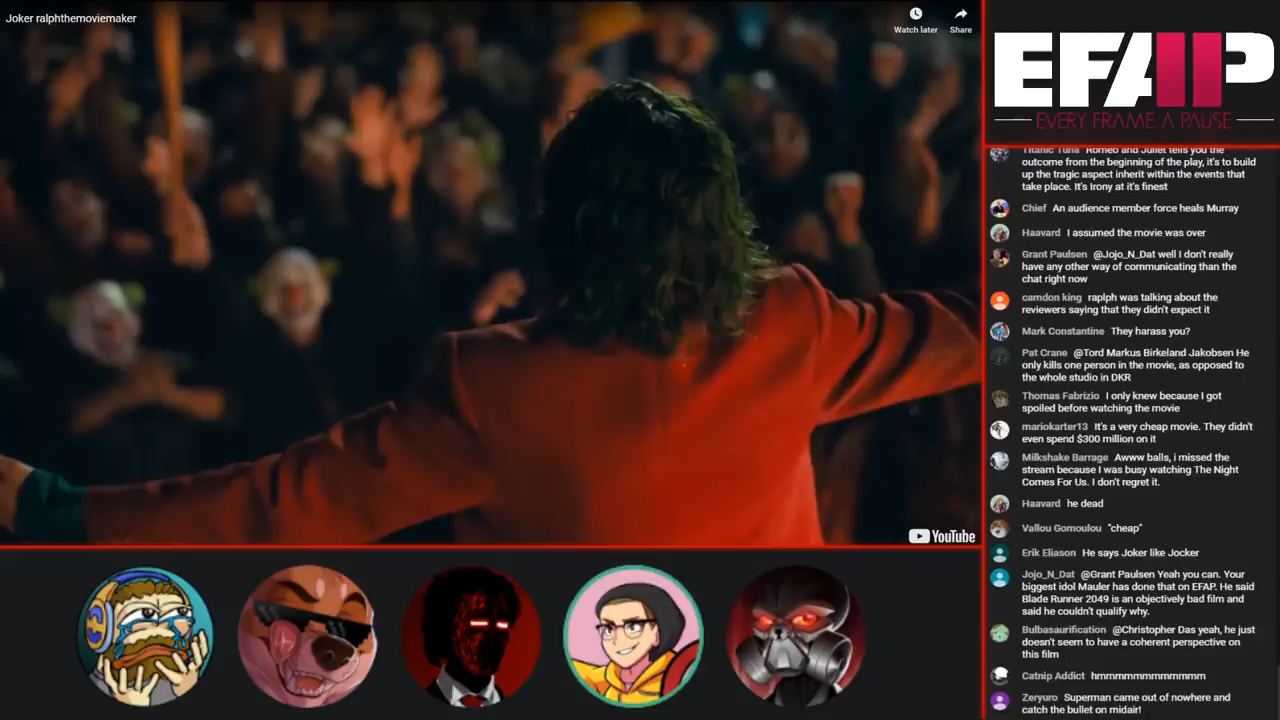 Joker ralphthemoviemaker
Watch later
Share
YouTube
EFAP
EVERY FRAME A PAUSE
Titanic Tuna Romeo and Juliet tells you the
outcome from the beginning of the play, it's to build
up the tragic aspect inherit within the events that
take place. It's Irony at it's finest
Chief An audience member force heals Murray
Haavard I assumed the movie was over
Grant Paulsen @Jojo_N_Dat well I don't really
have any other way of communicating than the
chat right now
camdon king raplph was talking about the
reviewers saying that they didn't expect it
Mark Constantine They harass you?
Pat Crane @Tord Markus Birkeland Jakobsen He
only kills one person in the movie, as opposed to
the whole studio in DKR
Thomas Fabrizio I only knew because I got
spoiled before watching the movie
mariokarter13 It's a very cheap movie. They didn't
even spend $300 million on it
Milkshake Barrage Awww balls, i missed the
stream because I was busy watching The Night
Comes For Us. I don't regret it.
Haavard he dead
Vallou Gomoulou "cheap"
Erik Eliason He says Joker like Jocker
Jojo_N_Dat @Grant Paulsen Yeah you can. Your
biggest idol Mauler has done that on EFAP. He said
Blade Runner 2049 is an objectively bad film and
said he couldn't qualify why.
Bulbasaurification @Christopher Das yeah, he just
doesn't seem to have a coherent perspective on
this film
Catnip Addict hmmmmmmmmmmmm
Zeryuro Superman came out of nowhere and
catch the bullet on midair!